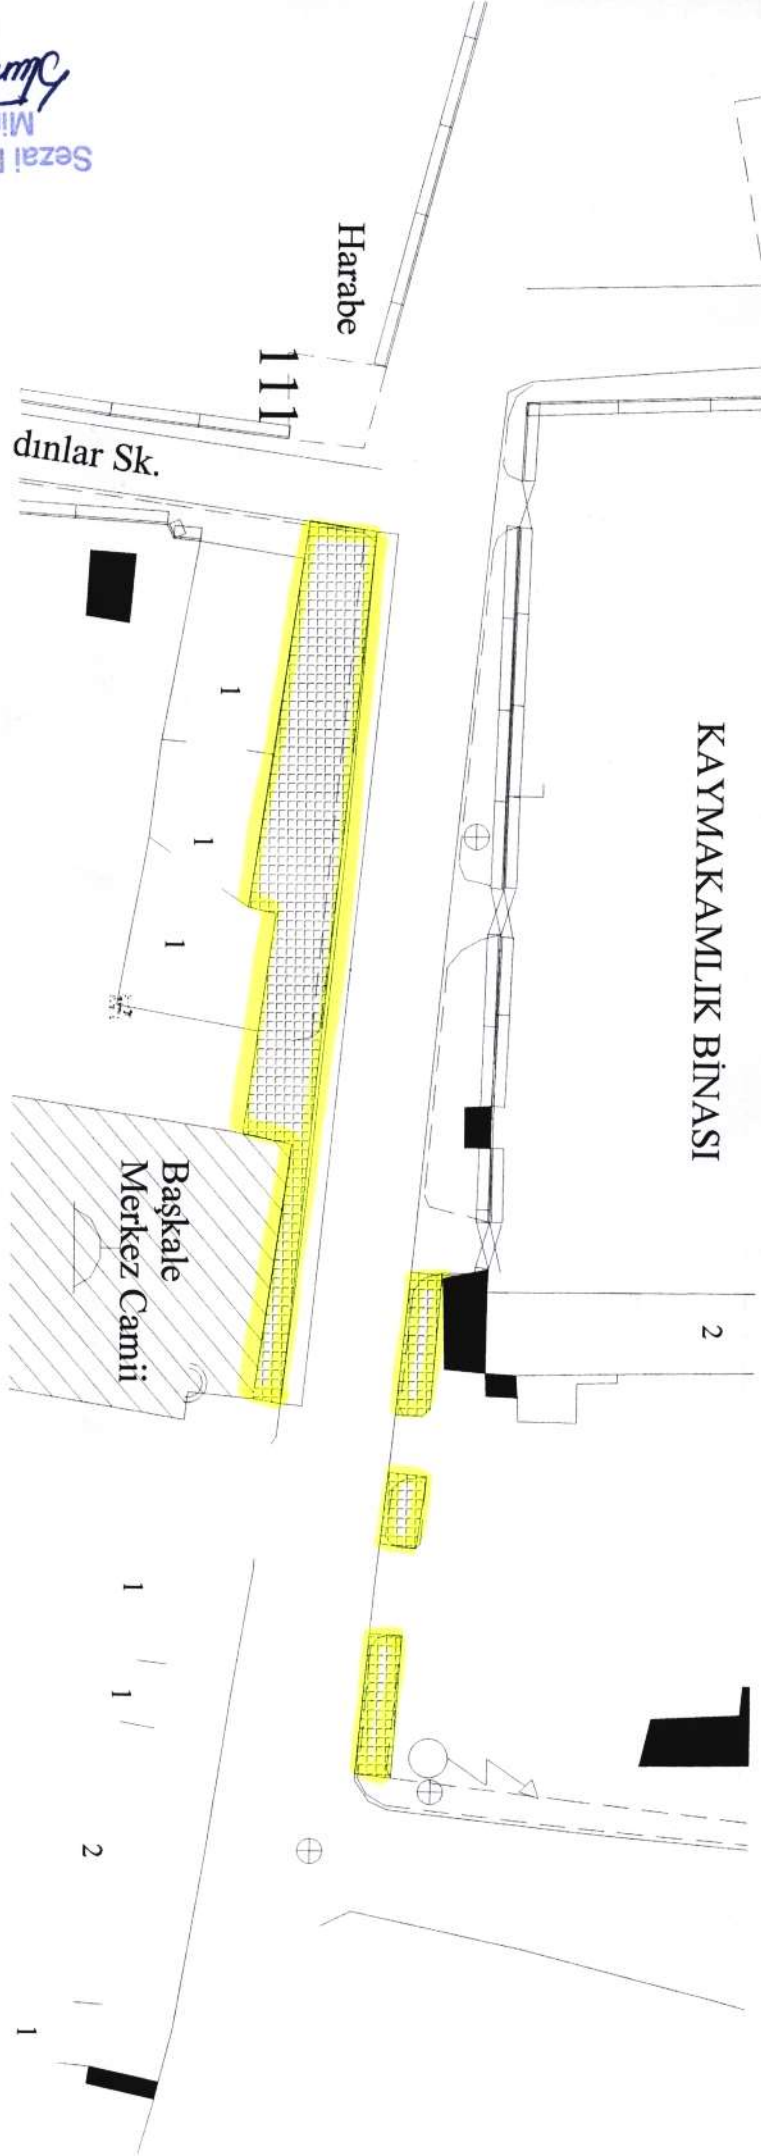 Sezai
Harabe
111
dınlar Sk.
KAYMAKAMLIK BİNASI
1
1
1
Başkale
Merkez Camii
2
1
1
2
1